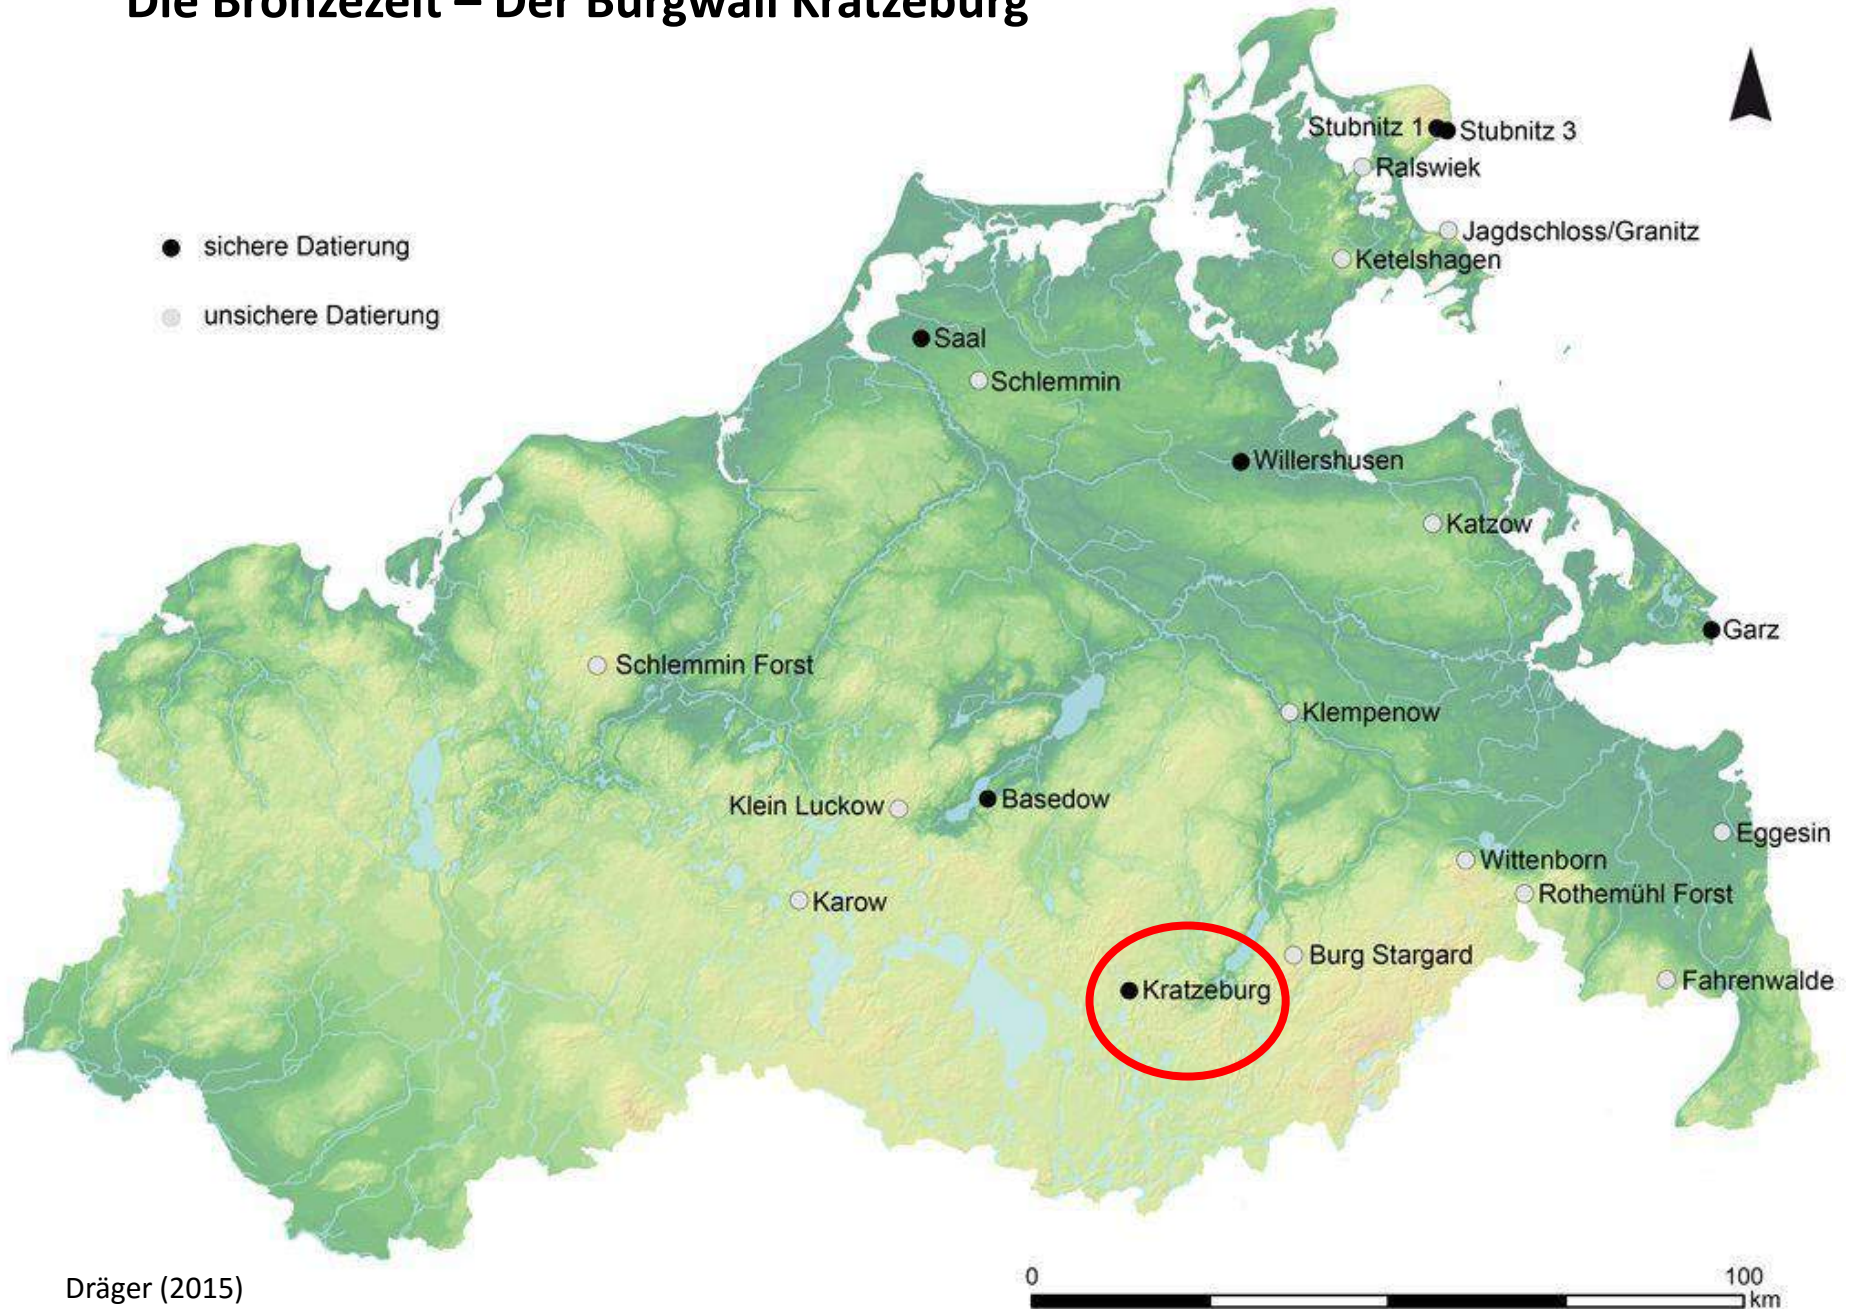 Die Bronzezeit – Der Burgwall Kratzeburg
Stubnitz 1
Stubnitz 3
Ralswiek
sichere Datierung
Jagdschloss/Granitz
Ketelshagen
unsichere Datierung
Saal
Schlemmin
Willershusen
Katzow
Garz
Schlemmin Forst
Klempenow
Klein Luckow
Basedow
Eggesin
Wittenborn
Rothemühl Forst
Karow
Burg Stargard
Fahrenwalde
Kratzeburg
Dräger (2015)
0
100
km